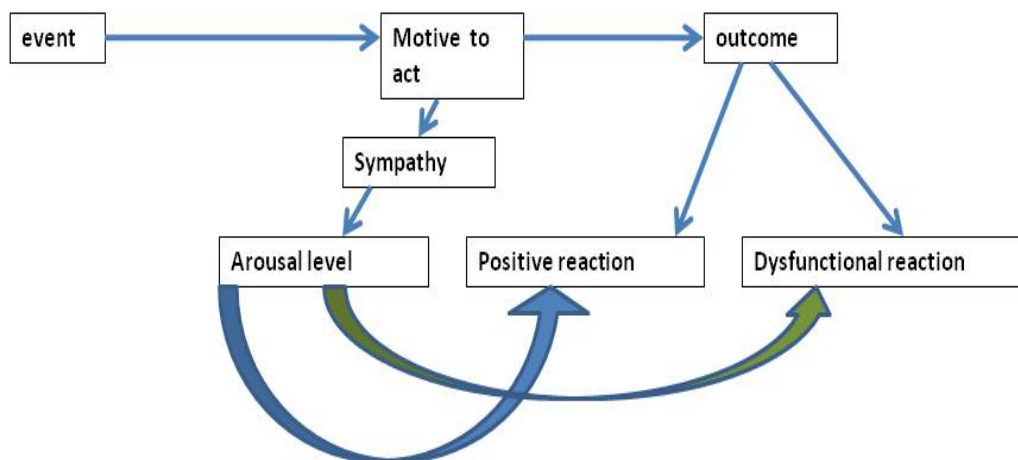 event
Motive to
act
outcome
Sympathy
Arousal level
Positive reaction
Dysfunctional reaction